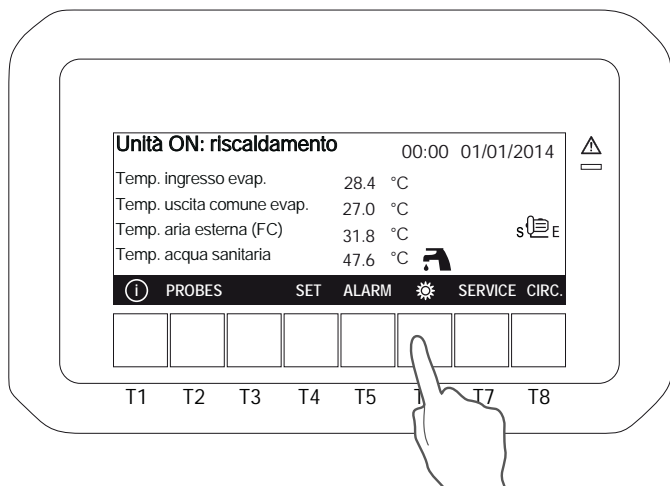 Unità ON: riscaldamento 00:00 01/01/2014
Temp. ingresso evap. 28.4 °C
Temp. uscita comune evap. 27.0 °C
Temp. aria esterna (FC) 31.8 °C
S E
Temp. acqua sanitaria 47.6 °C
i PROBES SET ALARM SERVICE CIRC.
T1 T2 T3 T4 T5 T7 T8